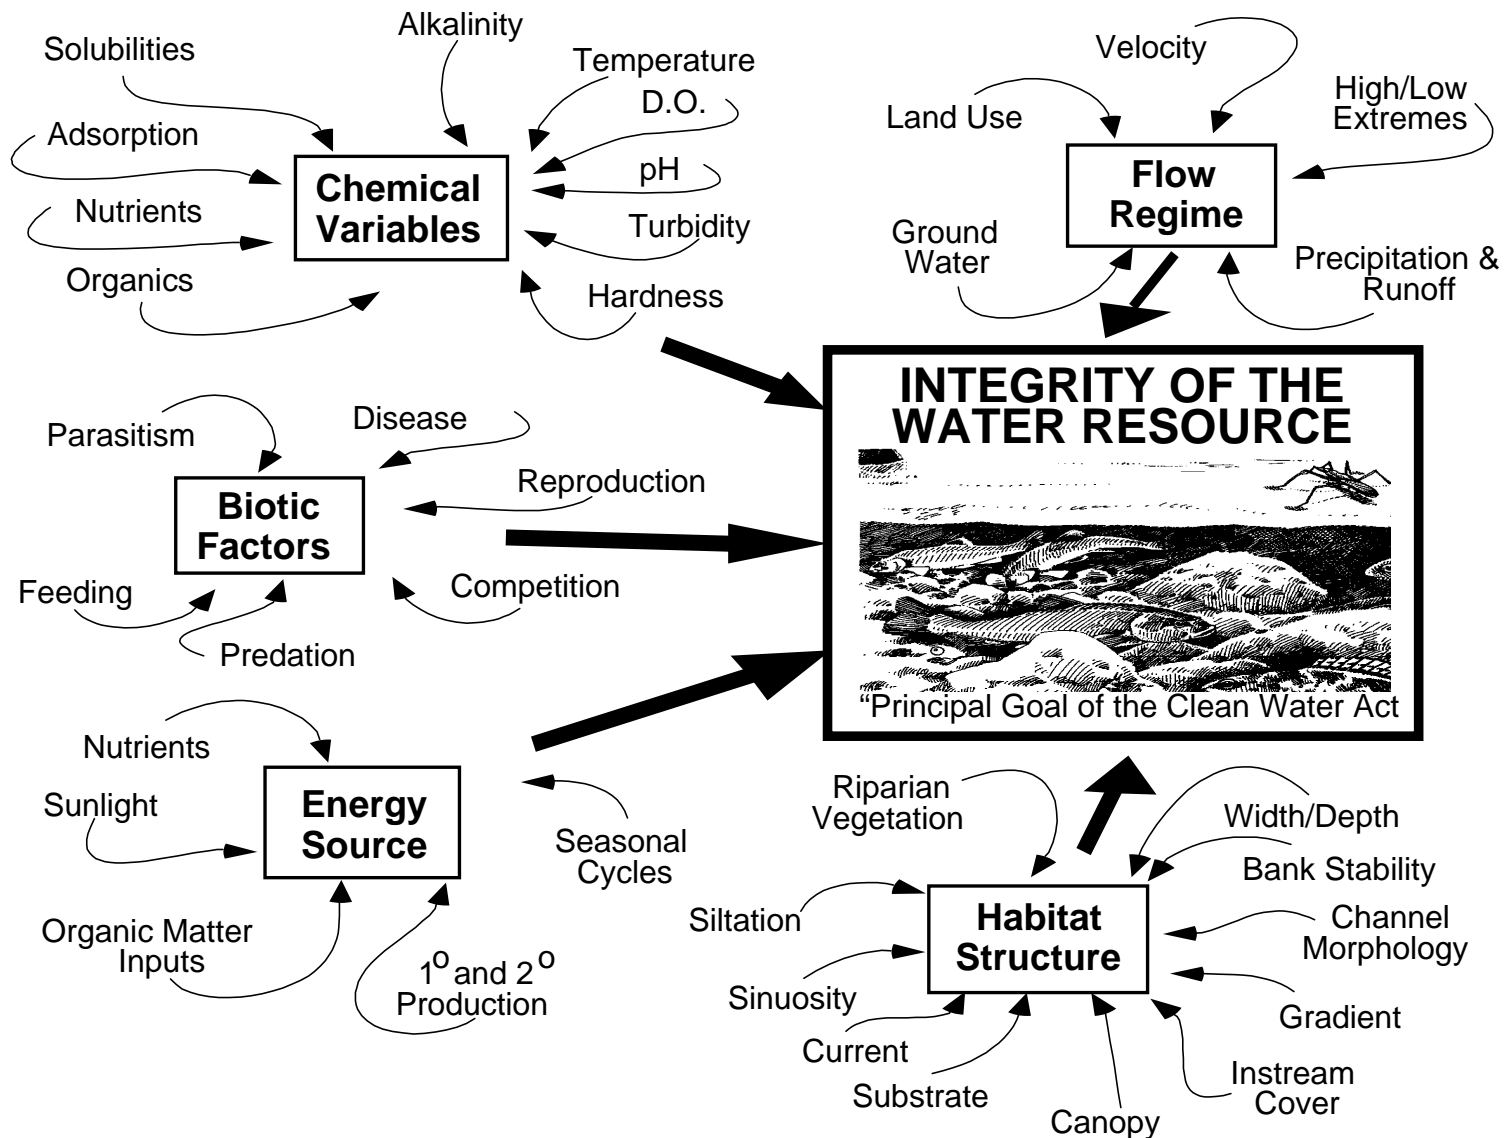 Alkalinity
Solubilities
Temperature
D.O.
Adsorption
pH
Nutrients
Turbidity
Organics
Hardness
Chemical
Variables
Velocity
High/Low
Extremes
Land Use
Flow
Regime
Ground
Water
Precipitation &
Runoff
INTEGRITY OF THE
WATER RESOURCE
“Principal Goal of the Clean Water Act
Disease
Parasitism
Reproduction
Biotic
Factors
Feeding
Competition
Predation
Nutrients
Sunlight
Energy
Source
Seasonal
Cycles
Organic Matter
Inputs
1o and 2o
Production
Riparian
Vegetation
Width/Depth
Bank Stability
Siltation
Habitat
Structure
Channel
Morphology
Sinuosity
Gradient
Current
Substrate
Canopy
Instream
Cover